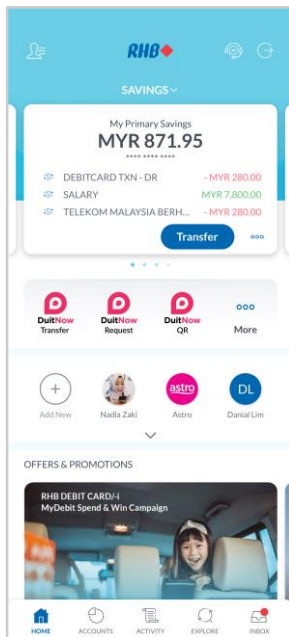 RHB
SAVINGS
My Primary Savings
MYR 871.95
**** **** ****
DEBITCARD TXN - DR - MYR 280.00
SALARY MYR 7,800.00
TELEKOM MALAYSIA BERH... - MYR 280.00
Transfer
DuitNow DuitNow DuitNow
Transfer Request QR More
astro DL
Add New Nadia Zaki Astro Danial Lim
OFFERS & PROMOTIONS
RHB DEBIT CARD/-i
MyDebit Spend & Win Campaign
HOME ACCOUNTS ACTIVITY EXPLORE INBOX